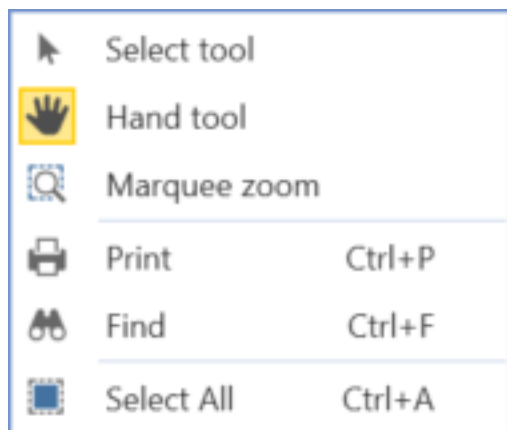 Select tool
Hand tool
Marquee zoom
Print Ctrl+P
Find Ctrl+F
Select All Ctrl+A